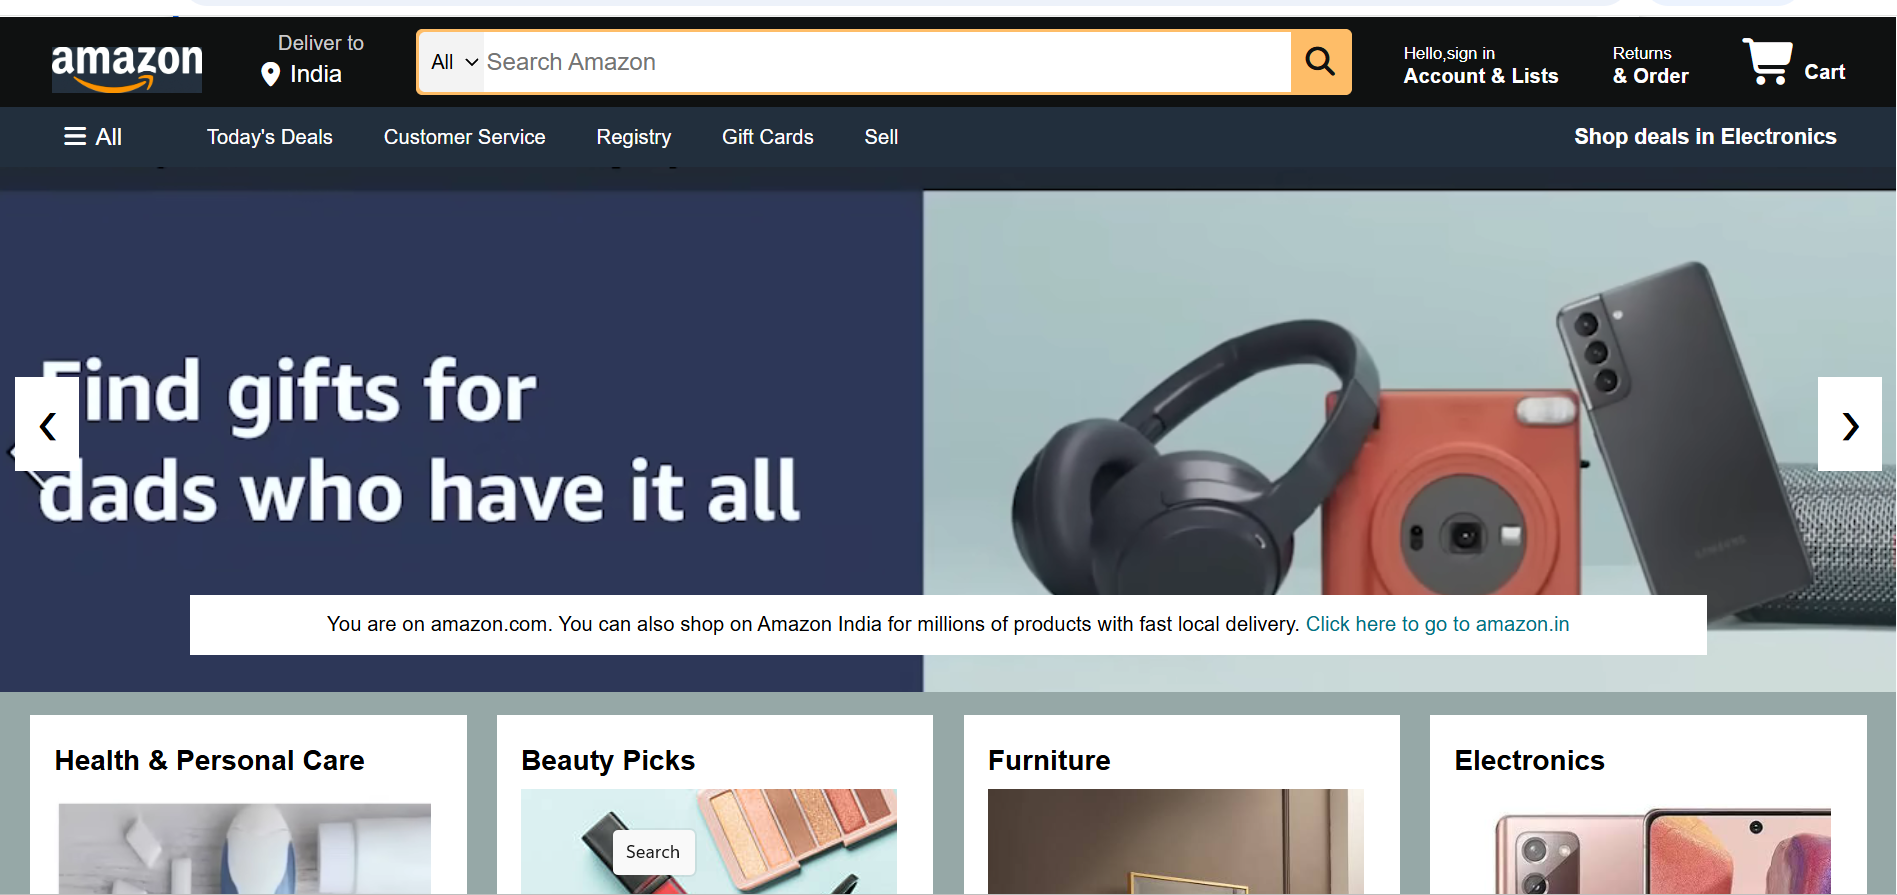 amazon
Deliver to
India
All
Search Amazon
Hello,sign in
Account & Lists
Returns
& Order
Cart
All
Today's Deals
Customer Service
Registry
Gift Cards
Sell
Shop deals in Electronics
Find gifts for
dads who have it all
SAMSUNG
You are on amazon.com. You can also shop on Amazon India for millions of products with fast local delivery. Click here to go to amazon.in
Health & Personal Care
Beauty Picks
Furniture
Electronics
Search